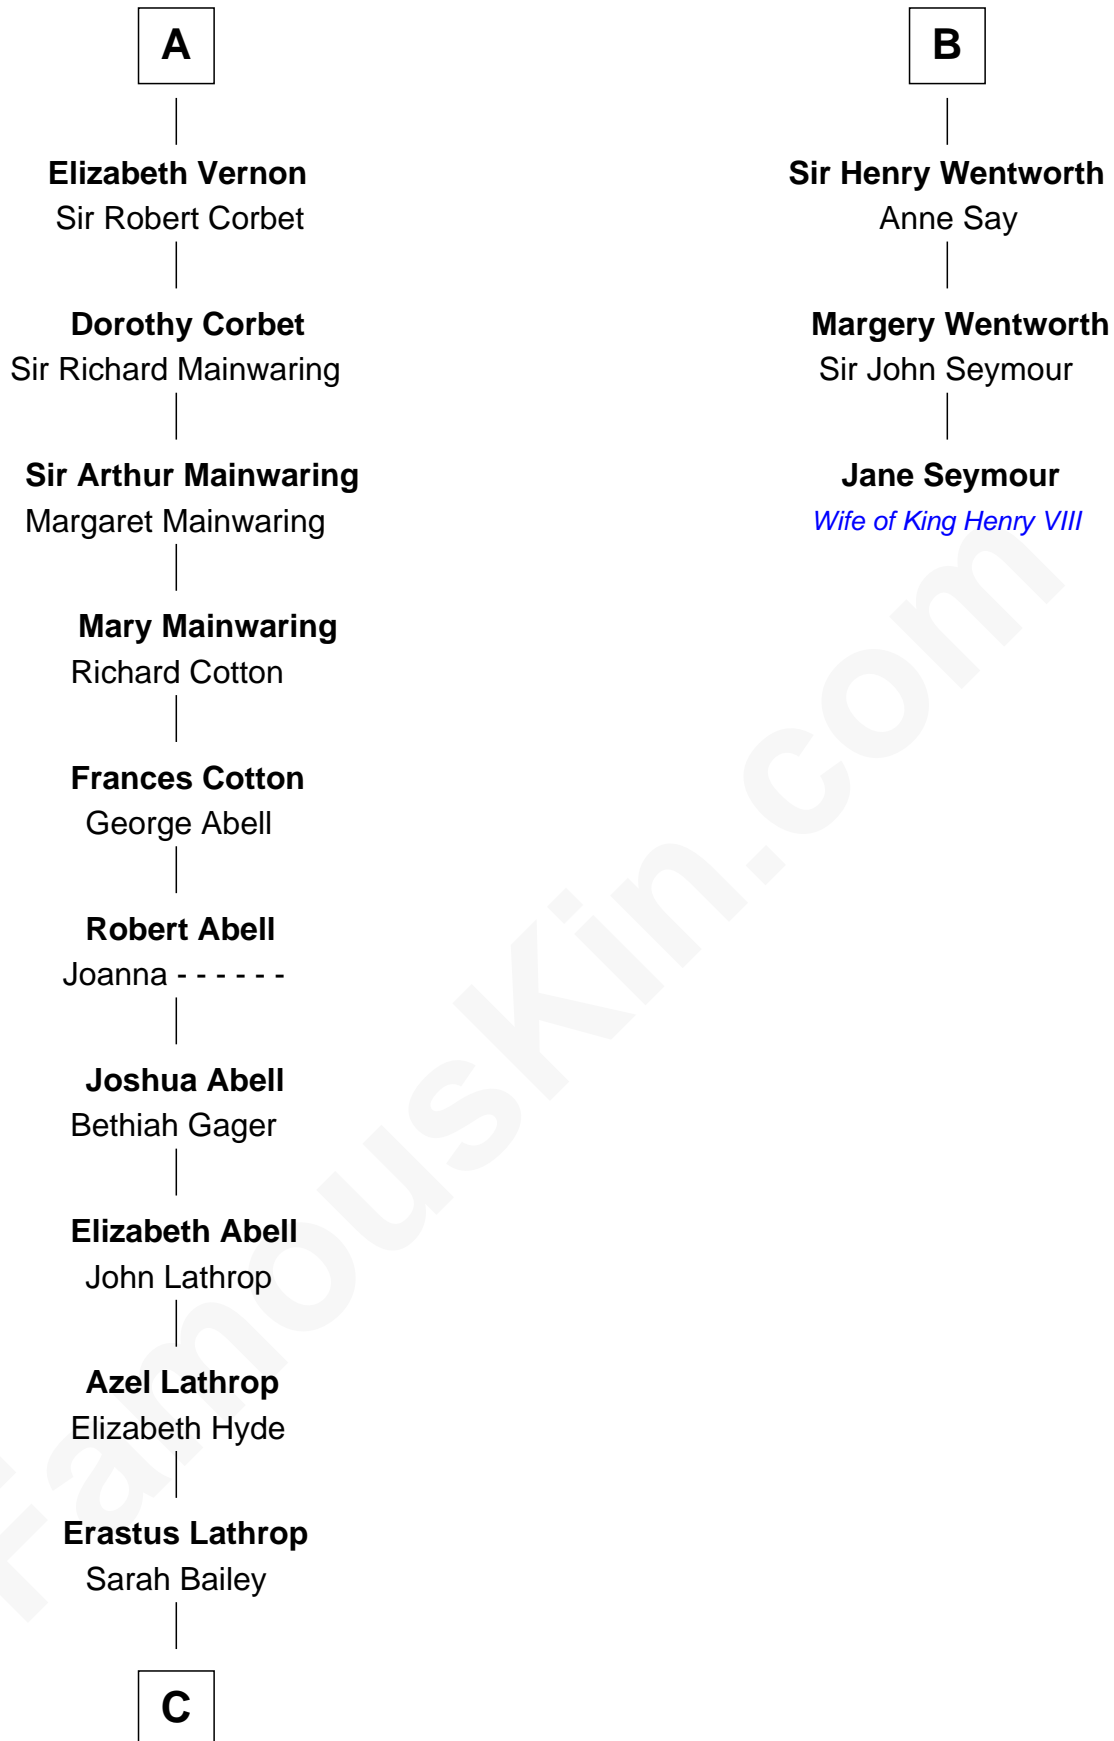 A
Elizabeth Vernon
Sir Robert Corbet
Dorothy Corbet
Sir Richard Mainwaring
Sir Arthur Mainwaring
Margaret Mainwaring
Mary Mainwaring
Richard Cotton
Frances Cotton
George Abell
Robert Abell
Joanna - - - - - -
Joshua Abell
Bethiah Gager
Elizabeth Abell
John Lathrop
Azel Lathrop
Elizabeth Hyde
Erastus Lathrop
Sarah Bailey
C
B
Sir Henry Wentworth
Anne Say
Margery Wentworth
Sir John Seymour
Jane Seymour
Wife of King Henry VIII
FamousKin.com